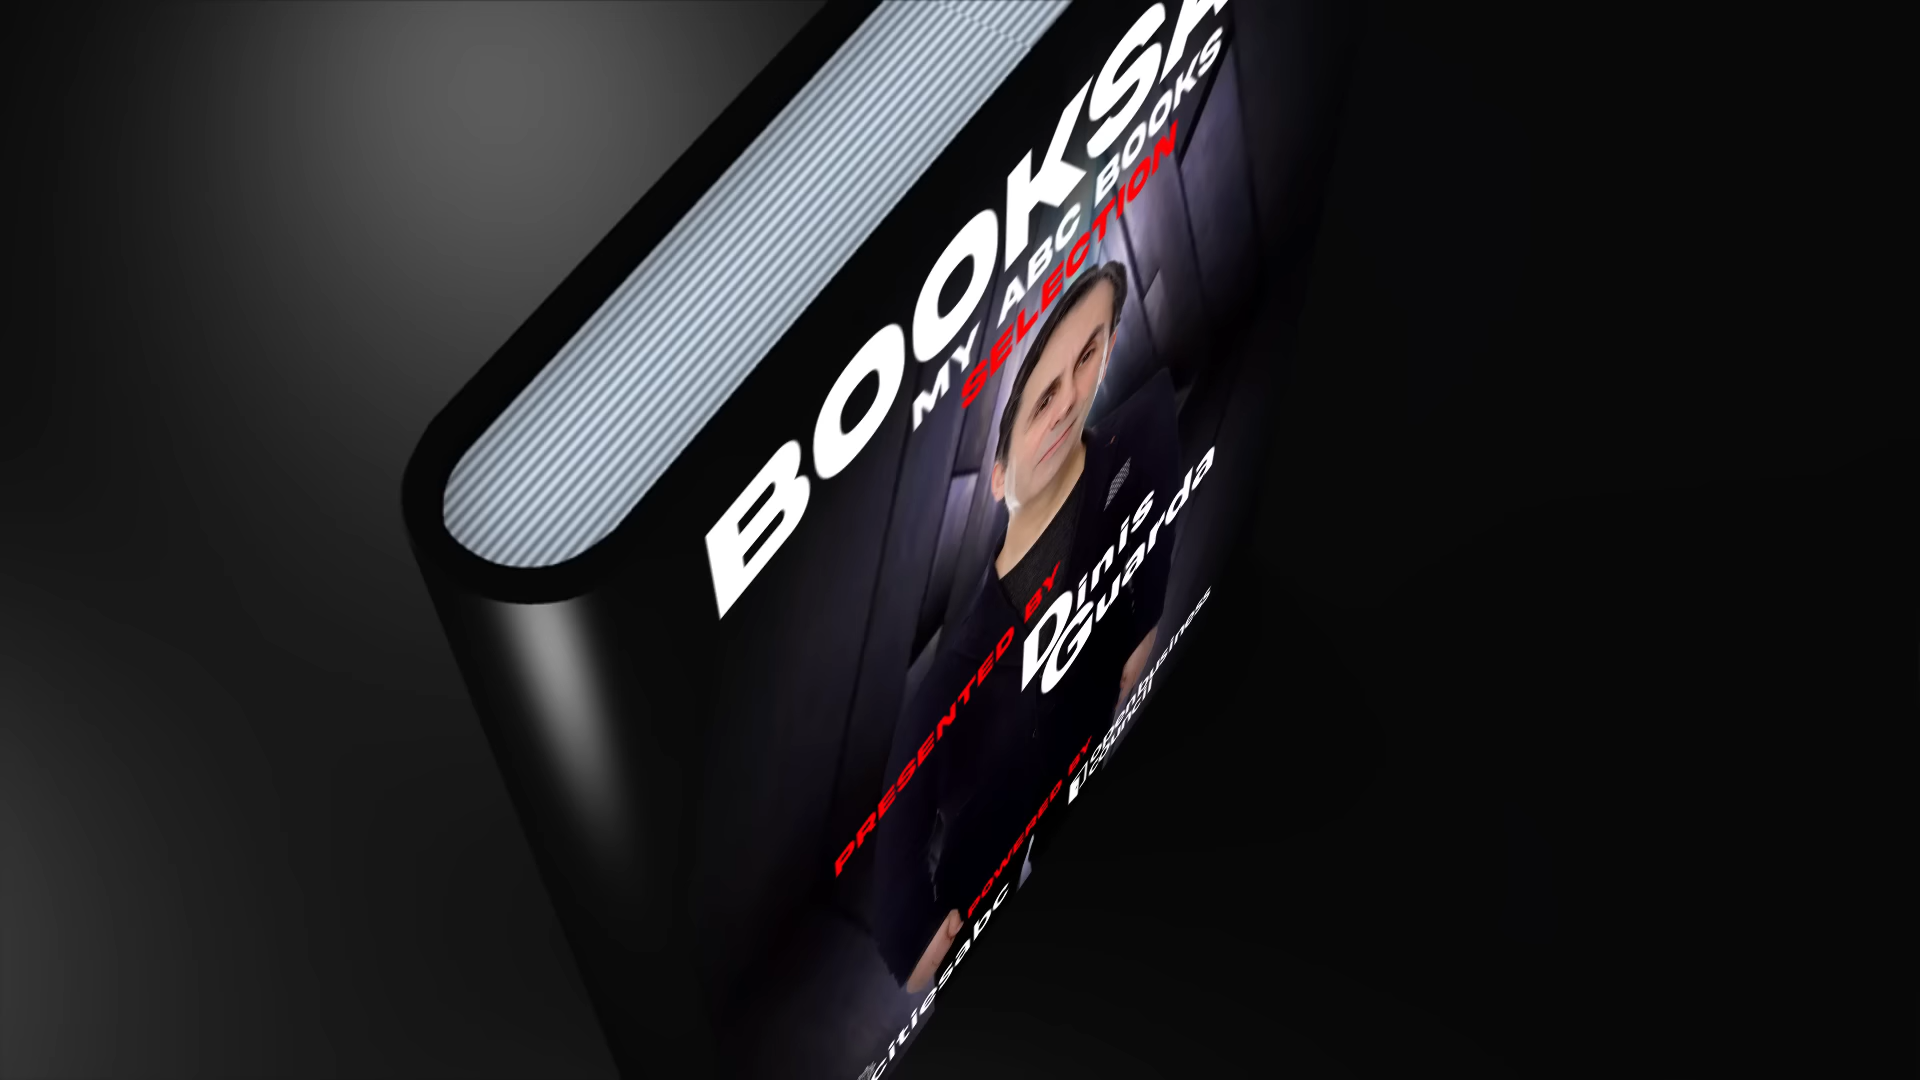 BOOKSA
MY ABC BOOKS
SELECTION
PRESENTED BY
Dinis
Guarda
POWERED BY
openbusiness
council
citiesabc